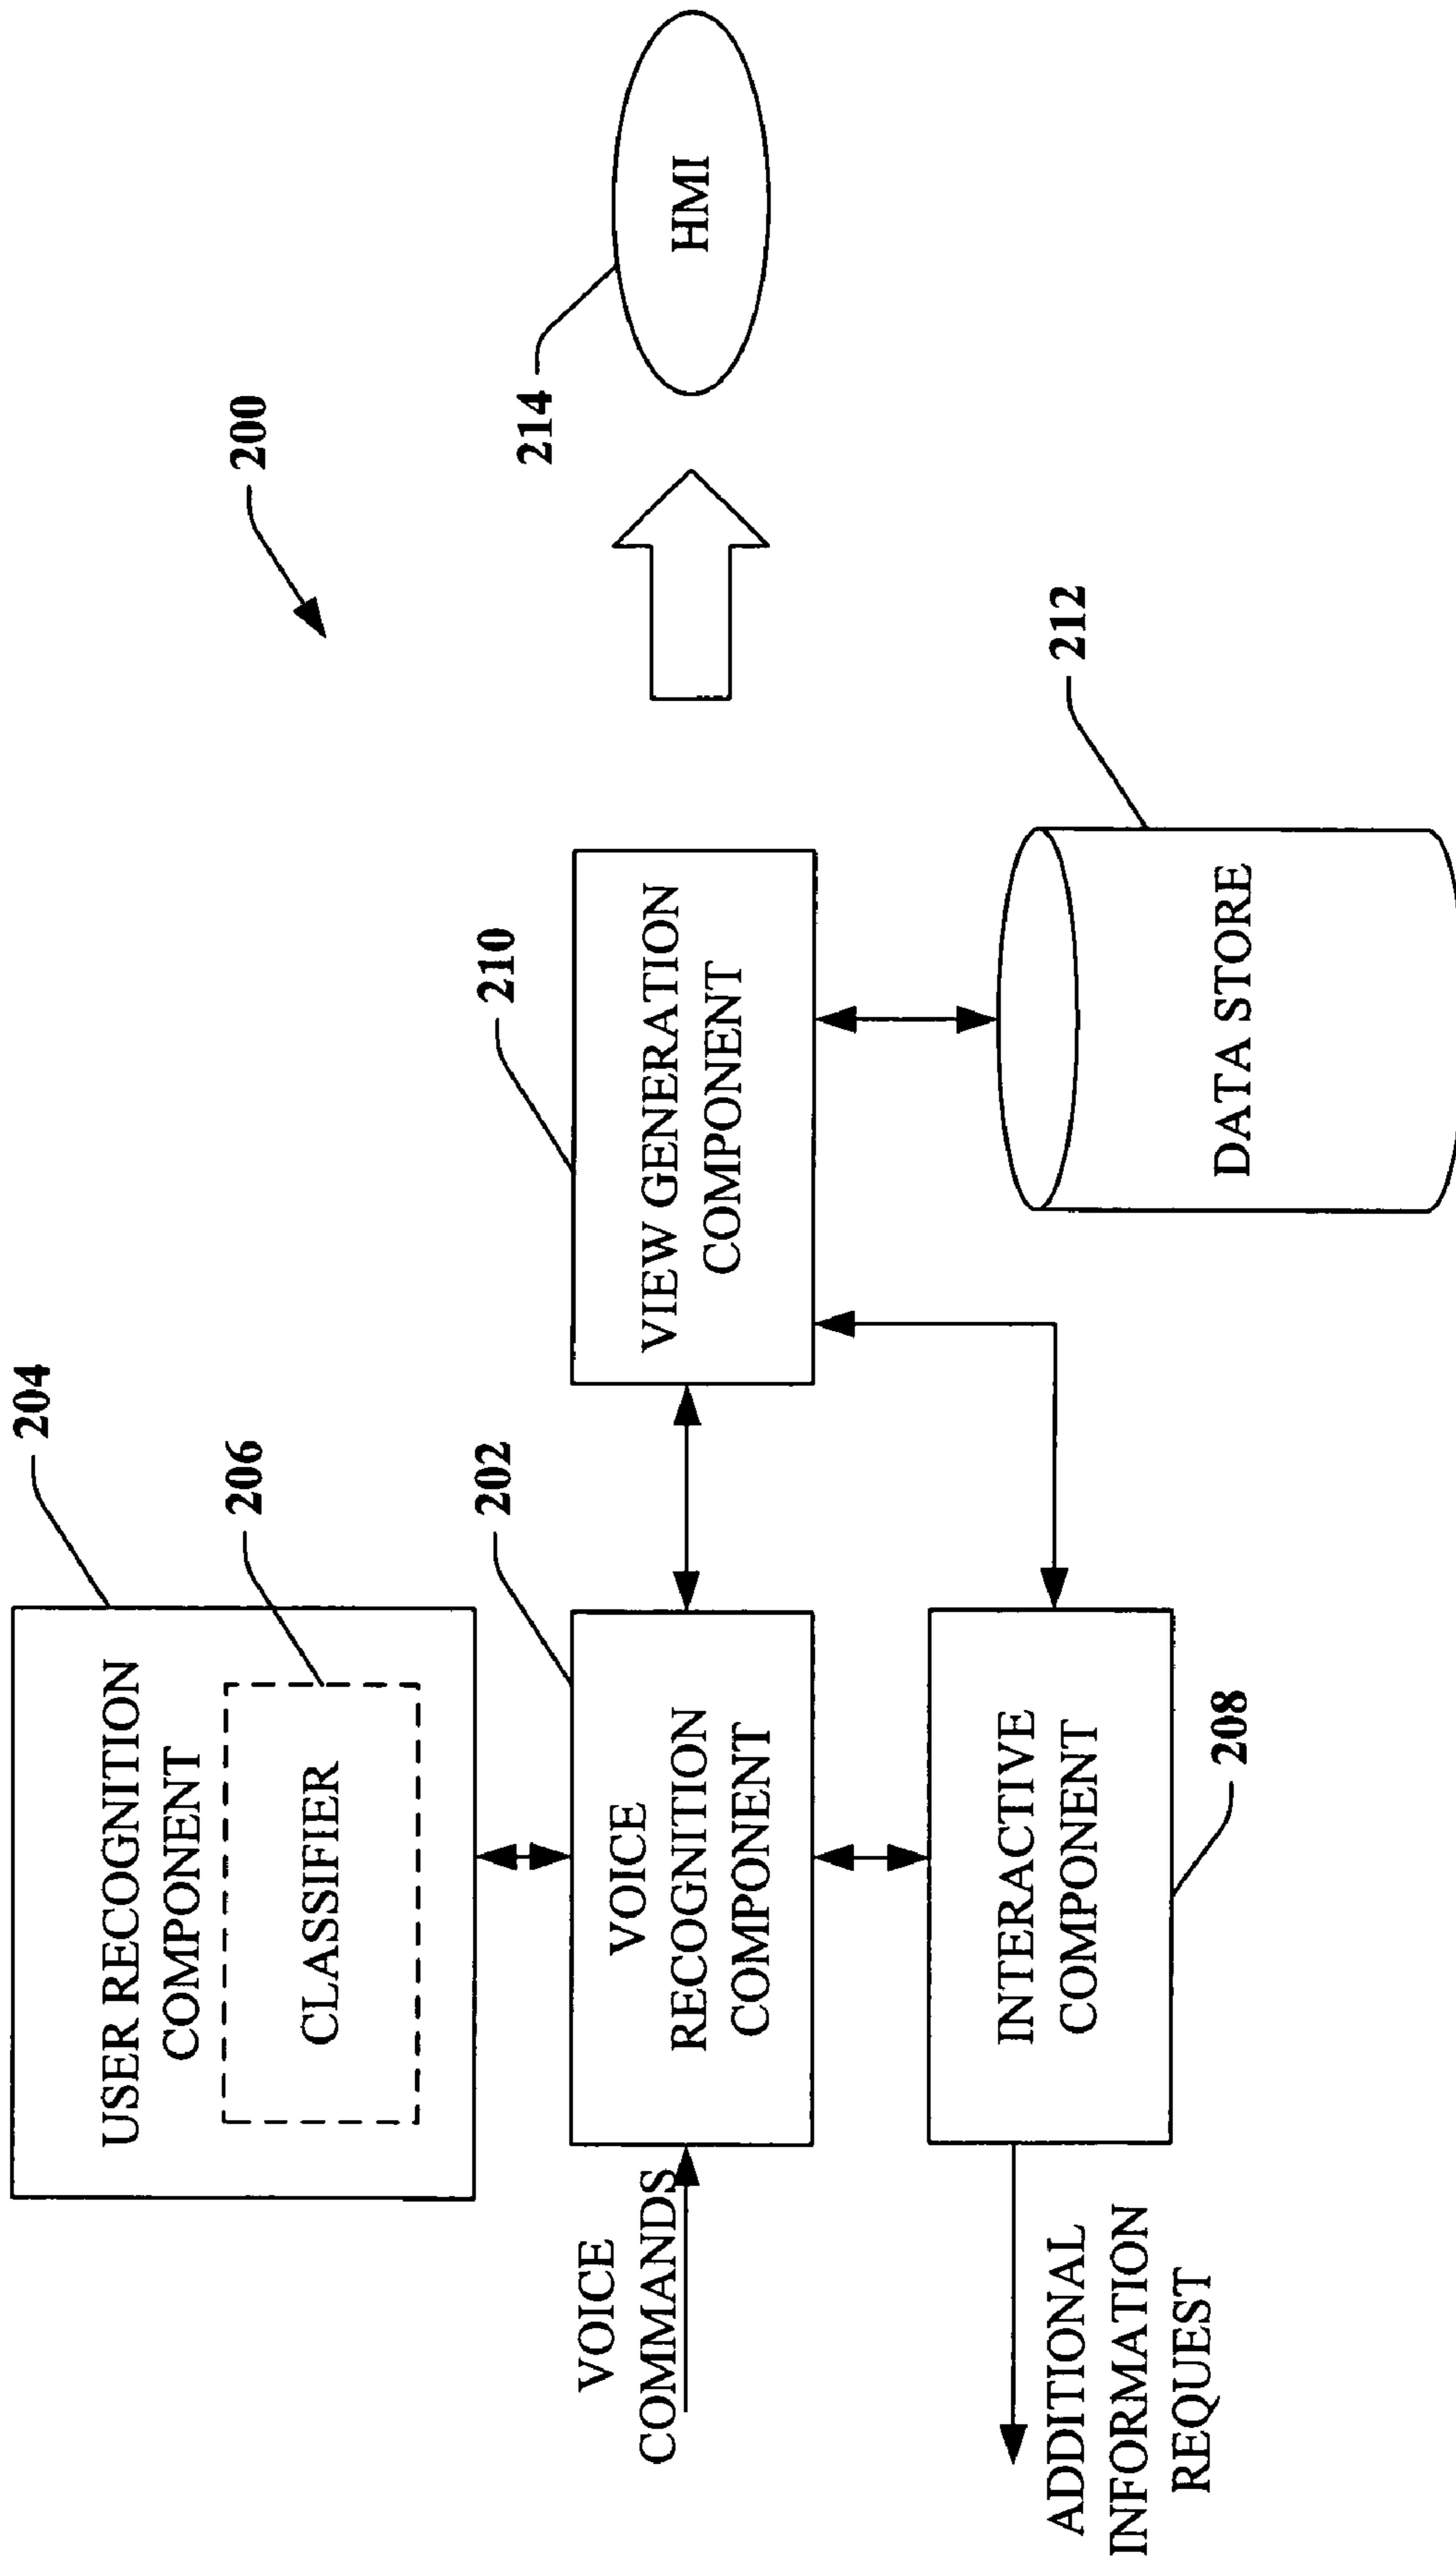 200
204
USER RECOGNITION
COMPONENT
206
CLASSIFIER
202
VOICE
COMMANDS
VOICE
RECOGNITION
COMPONENT
210
VIEW GENERATION
COMPONENT
214
HMI
INTERACTIVE
COMPONENT
208
ADDITIONAL
INFORMATION
REQUEST
212
DATA STORE